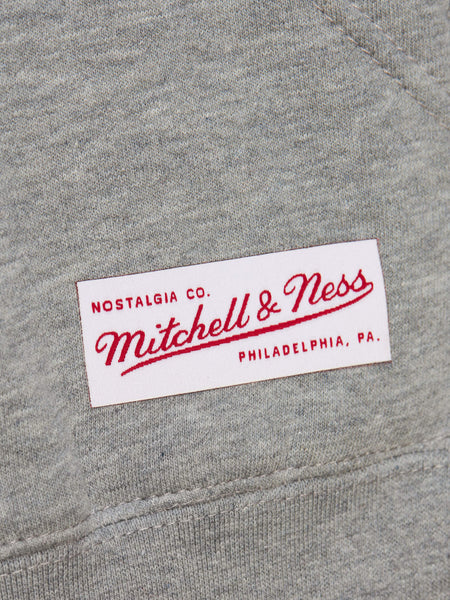 NOSTALGIA CO.
Mitchell & Ness
PHILADELPHIA, PA.